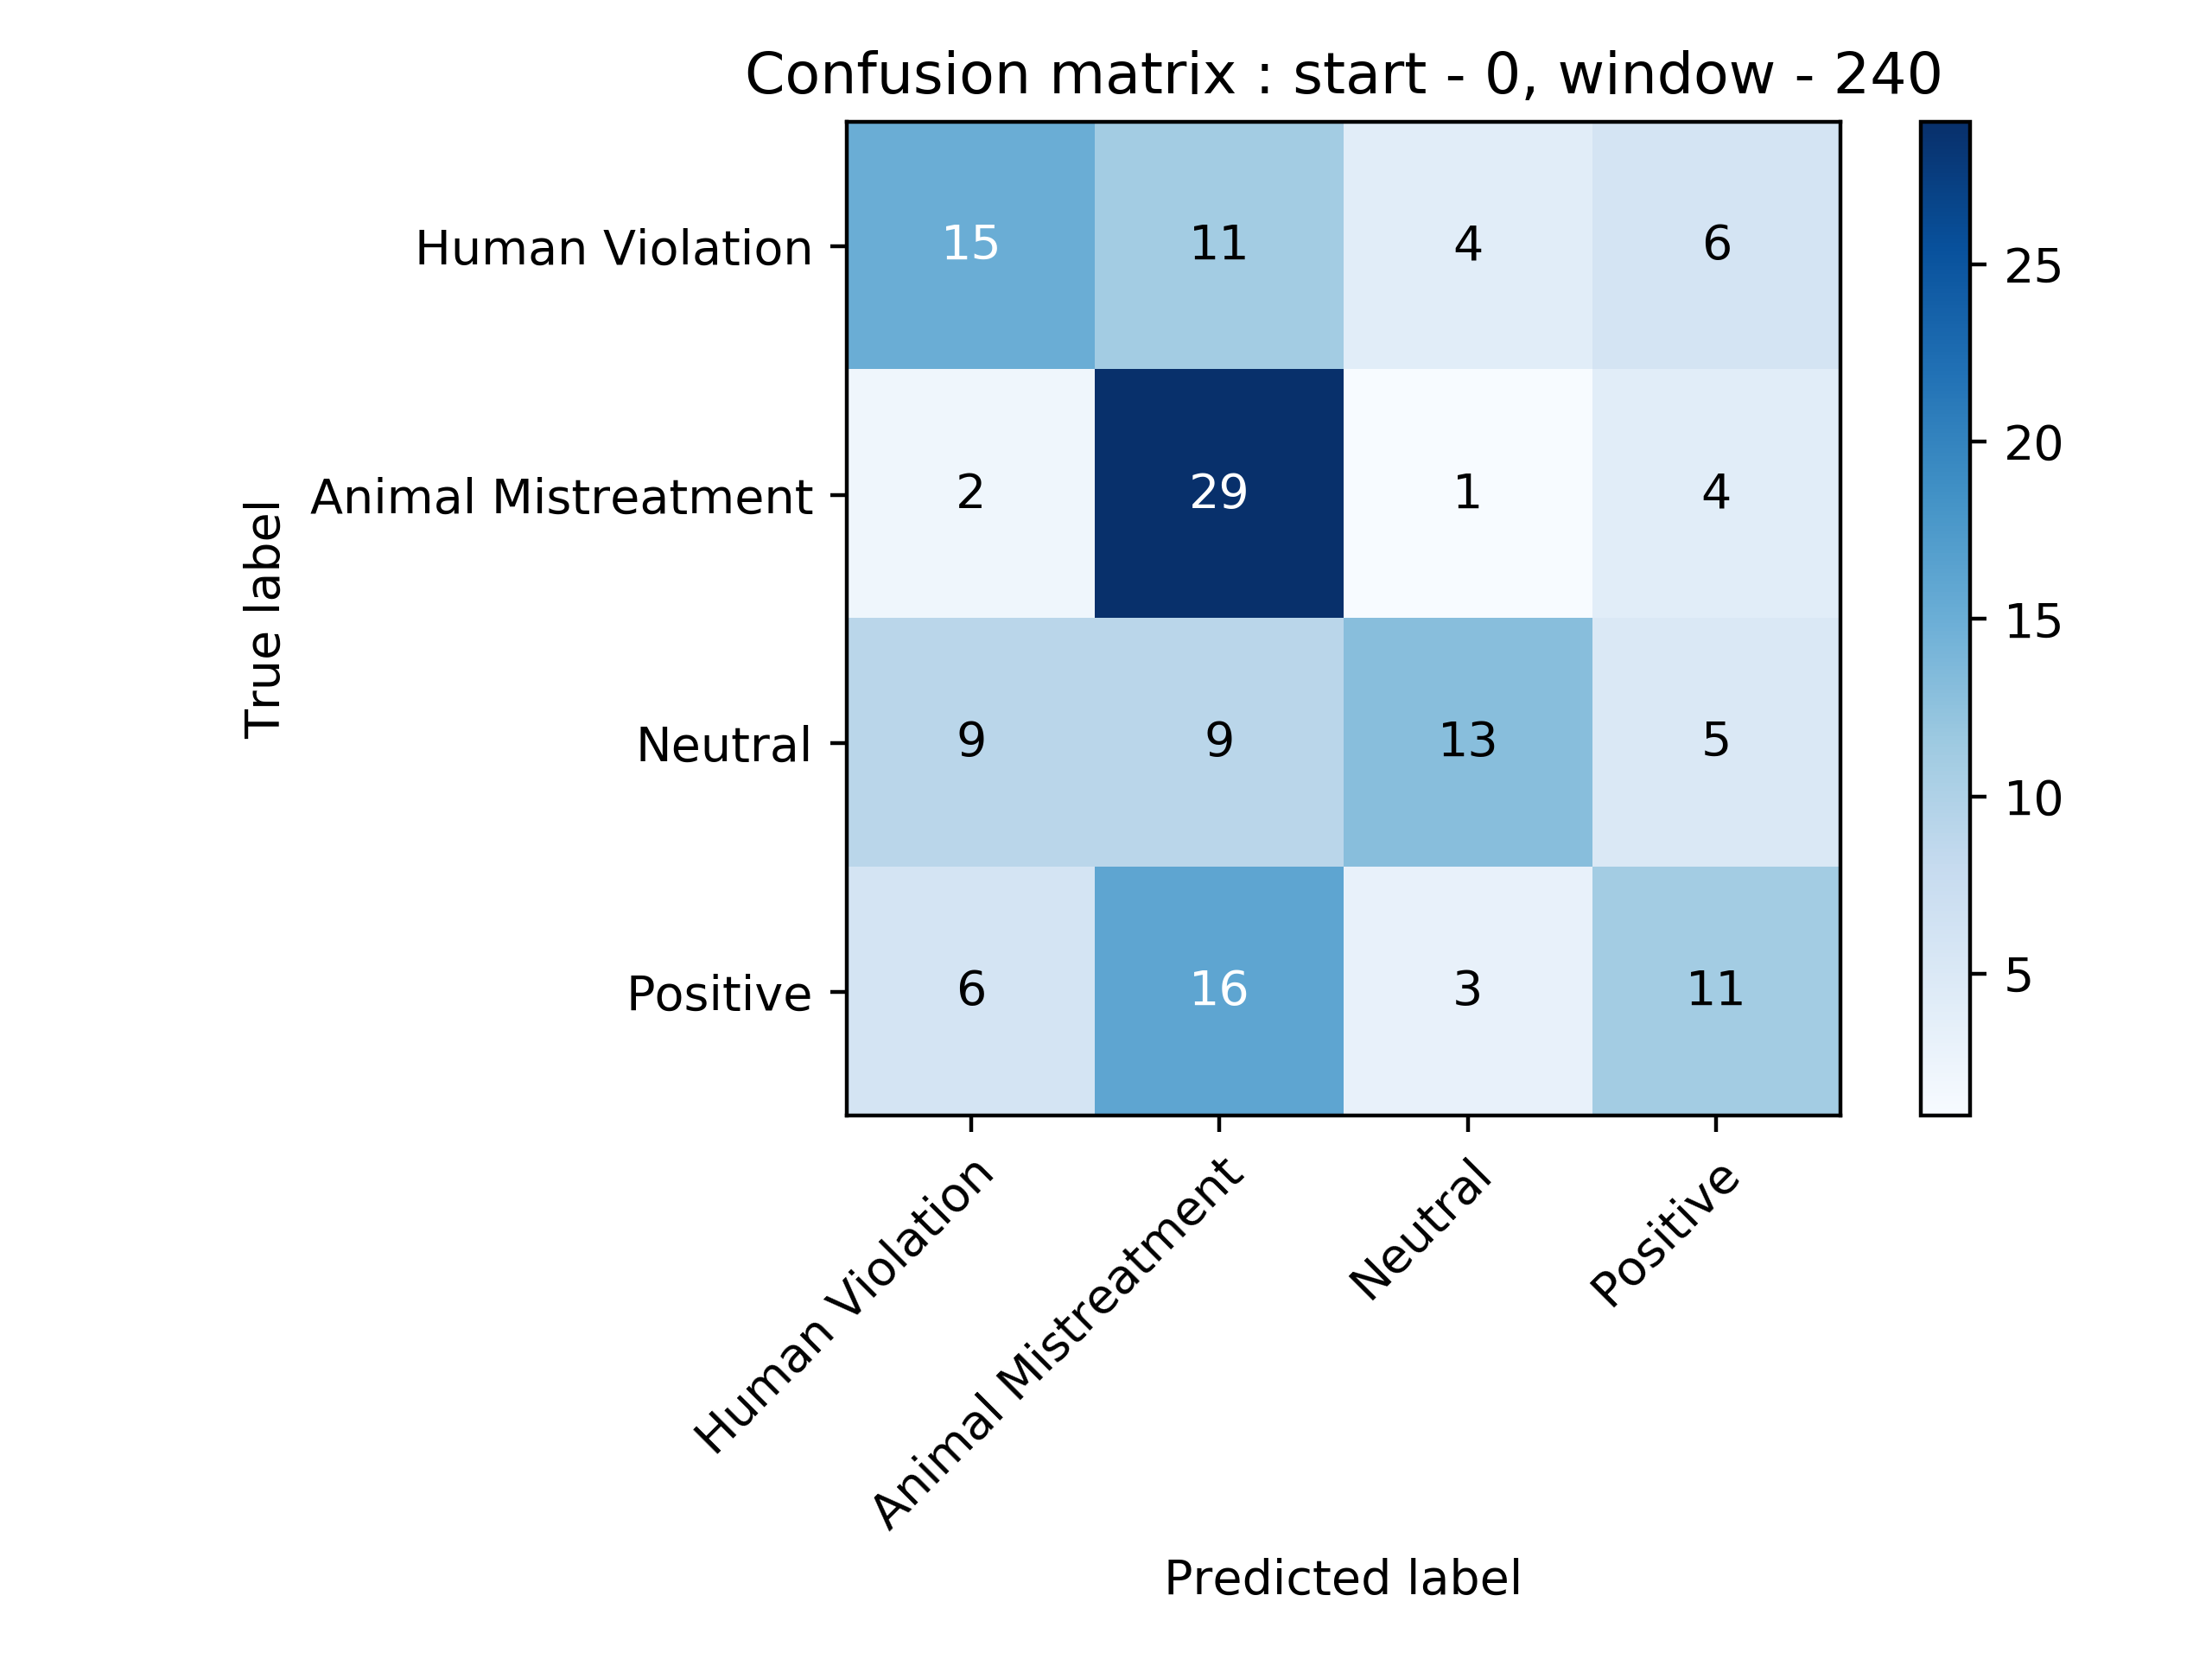 Confusion matrix : start - 0, window - 240
True label
Human Violation 15 11 4 6
Animal Mistreatment 2 29 1 4
Neutral 9 9 13 5
Positive 6 16 3 11
25
20
15
10
5
Human Violation
Animal Mistreatment
Neutral
Positive
Predicted label